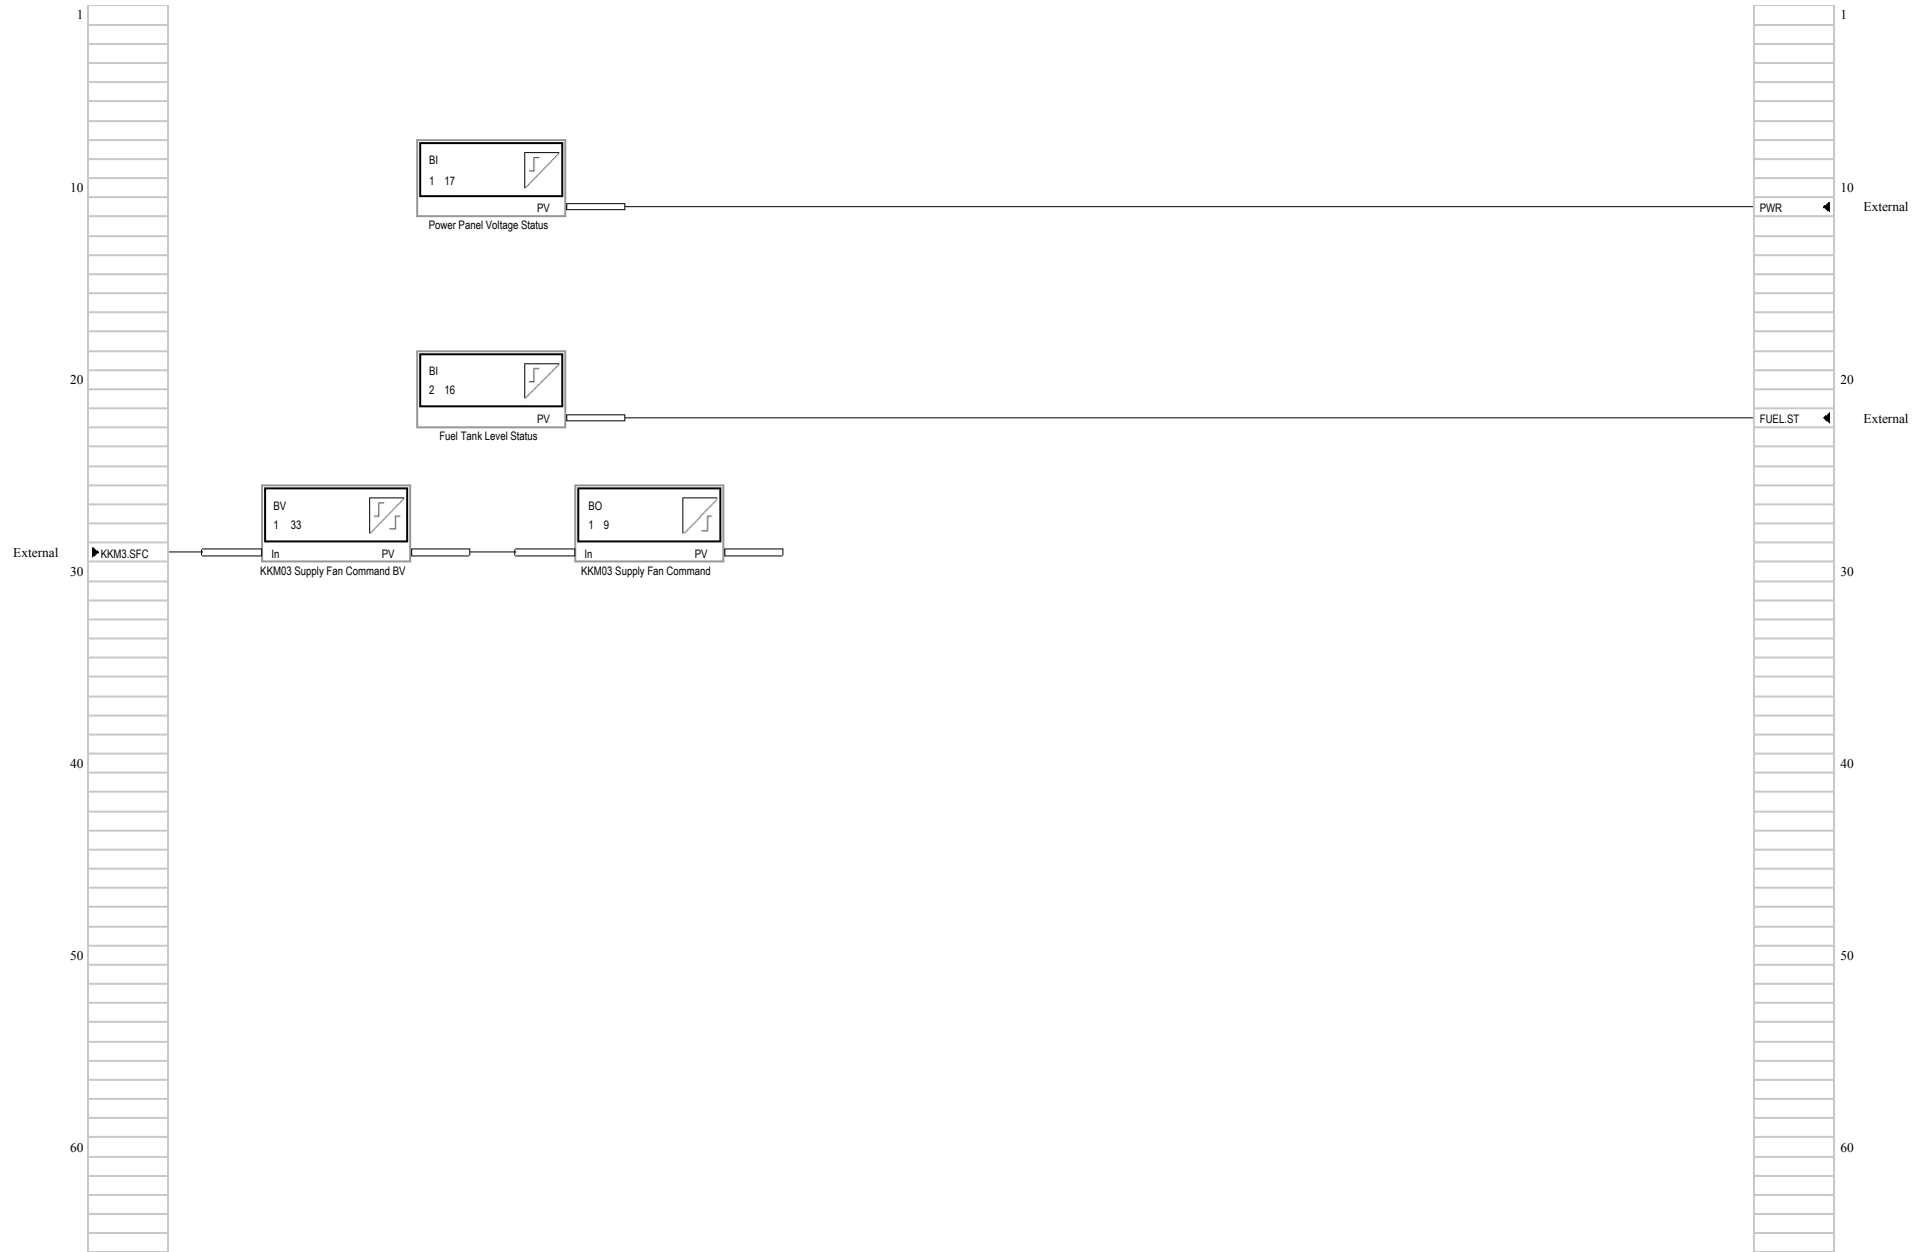 1 1
BI
1 17
10 10
PV PWR External
Power Panel Voltage Status
BI
20 20
2 16
PV FUEL.ST External
Fuel Tank Level Status
BV BO
1 33 1 9
External KKM3.SFC In PV In PV
30 KKM03 Supply Fan Command BV KKM03 Supply Fan Command 30
40 40
50 50
60 60